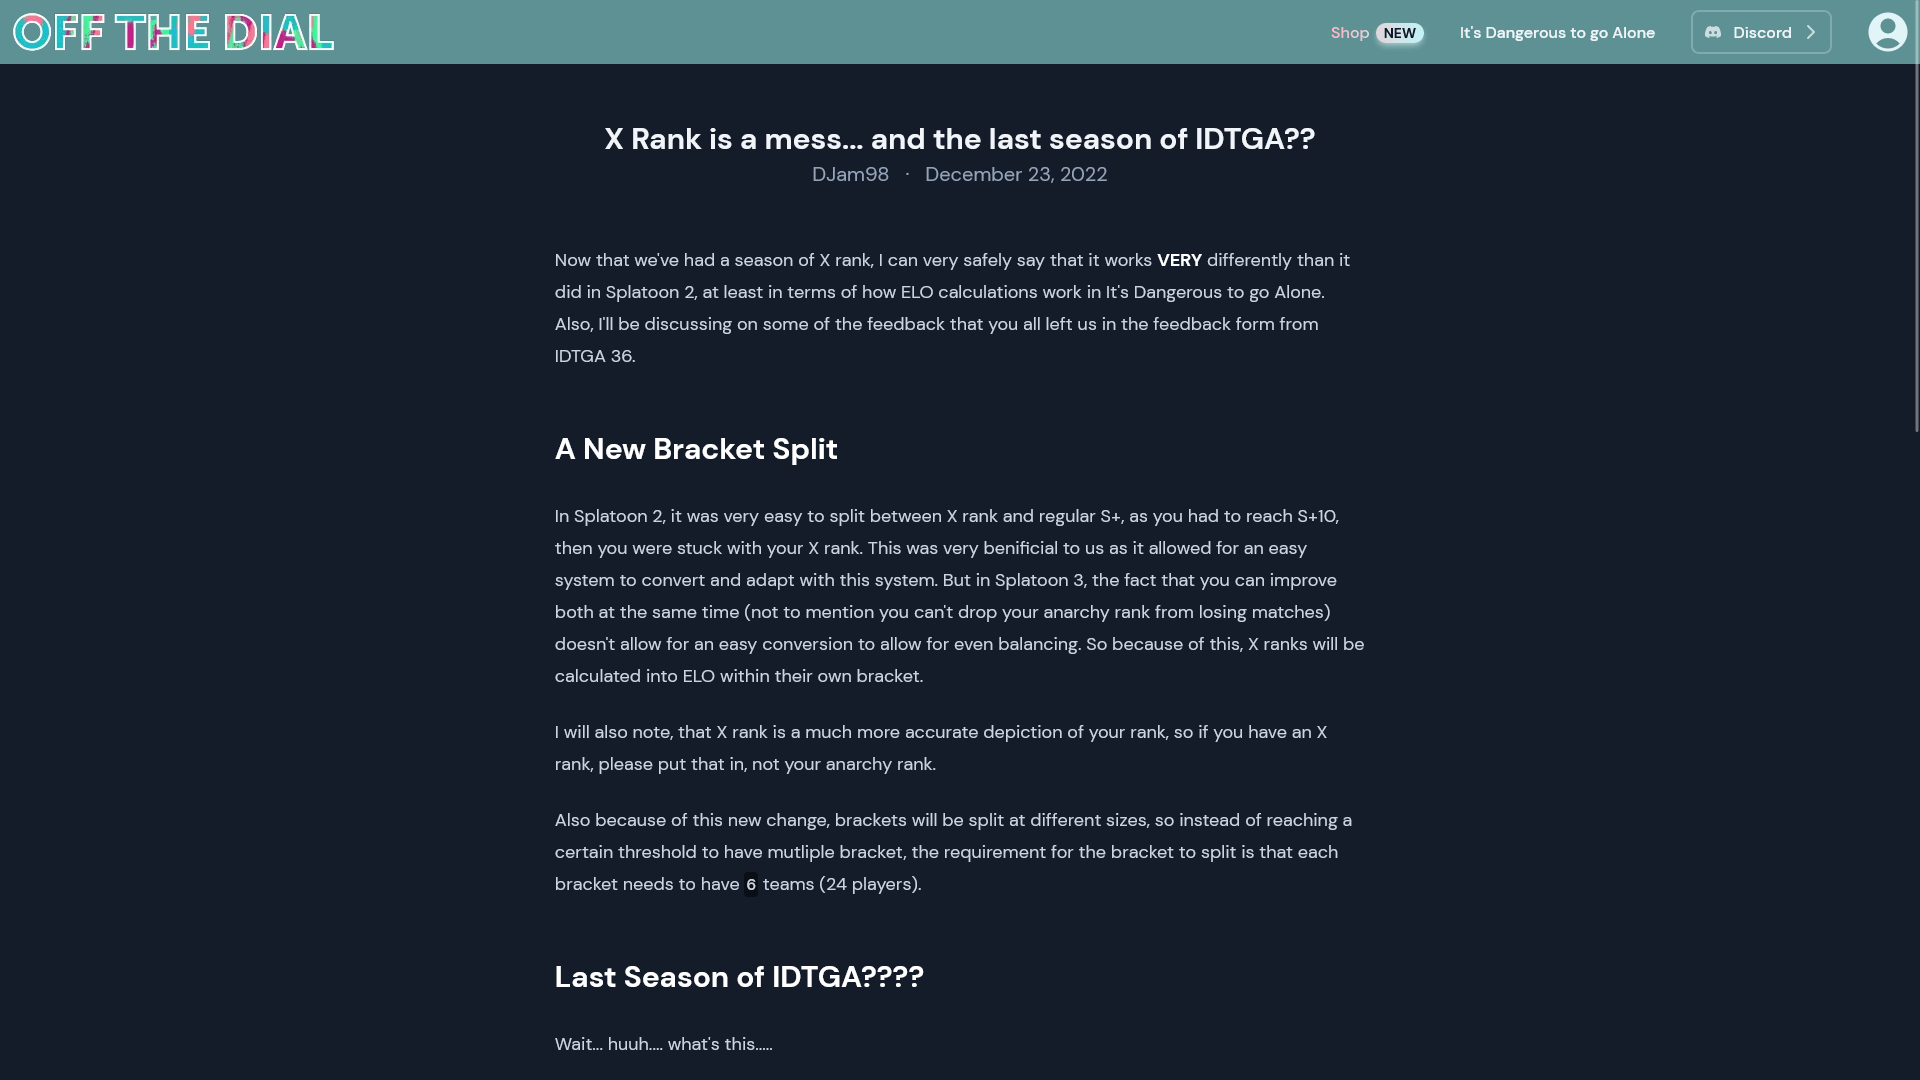 OFF THE DIAL
Shop NEW
It's Dangerous to go Alone
Discord
X Rank is a mess... and the last season of IDTGA??
DJam98 · December 23, 2022
Now that we've had a season of X rank, I can very safely say that it works VERY differently than it
did in Splatoon 2, at least in terms of how ELO calculations work in It's Dangerous to go Alone.
Also, I'll be discussing on some of the feedback that you all left us in the feedback form from
IDTGA 36.
A New Bracket Split
In Splatoon 2, it was very easy to split between X rank and regular S+, as you had to reach S+10,
then you were stuck with your X rank. This was very benificial to us as it allowed for an easy
system to convert and adapt with this system. But in Splatoon 3, the fact that you can improve
both at the same time (not to mention you can't drop your anarchy rank from losing matches)
doesn't allow for an easy conversion to allow for even balancing. So because of this, X ranks will be
calculated into ELO within their own bracket.
I will also note, that X rank is a much more accurate depiction of your rank, so if you have an X
rank, please put that in, not your anarchy rank.
Also because of this new change, brackets will be split at different sizes, so instead of reaching a
certain threshold to have mutliple bracket, the requirement for the bracket to split is that each
bracket needs to have 6 teams (24 players).
Last Season of IDTGA????
Wait... huuh.... what's this.....